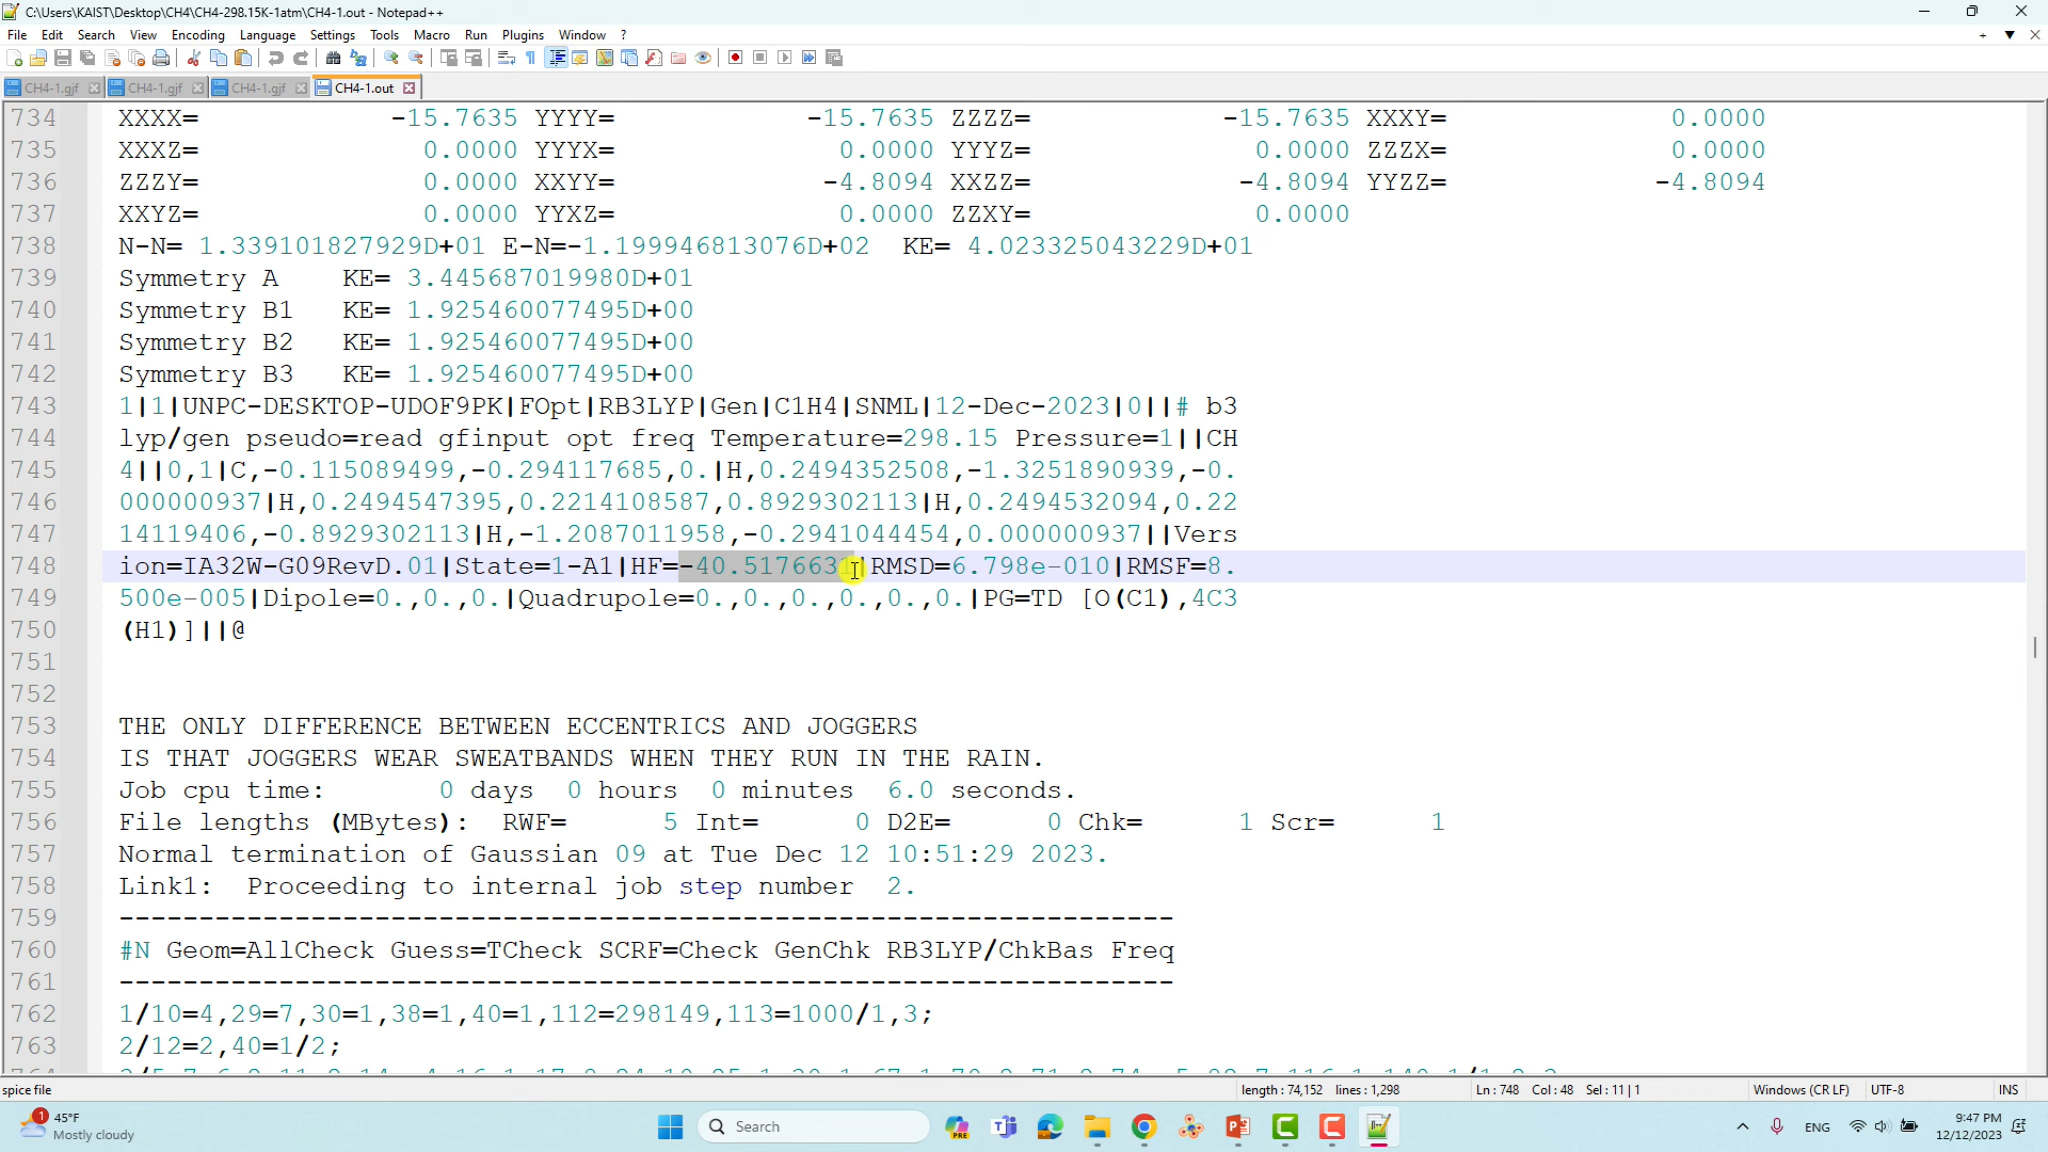 C:\Users\KAIST\Desktop\CH4\CH4-298.15K-1atm\CH4-1.out - Notepad++
File Edit Search View Encoding Language Settings Tools Macro Run Plugins Window ?
CH4-1.gjf CH4-1.gjf CH4-1.gjf CH4-1.out
734 XXXX= -15.7635 YYYY= -15.7635 ZZZZ= -15.7635 XXXY= 0.0000
735 XXXZ= 0.0000 YYYX= 0.0000 YYYZ= 0.0000 ZZZX= 0.0000
736 ZZZY= 0.0000 XXYY= -4.8094 XXZZ= -4.8094 YYZZ= -4.8094
737 XXYZ= 0.0000 YYXZ= 0.0000 ZZXY= 0.0000
738 N-N= 1.339101827929D+01 E-N=-1.199946813076D+02 KE= 4.023325043229D+01
739 Symmetry A KE= 3.445687019980D+01
740 Symmetry B1 KE= 1.925460077495D+00
741 Symmetry B2 KE= 1.925460077495D+00
742 Symmetry B3 KE= 1.925460077495D+00
743 1|1|UNPC-DESKTOP-UDOF9PK|FOpt|RB3LYP|Gen|C1H4|SNML|12-Dec-2023|0||# b3
744 lyp/gen pseudo=read gfinput opt freq Temperature=298.15 Pressure=1||CH
745 4||0,1|C,-0.115089499,-0.294117685,0.|H,0.2494352508,-1.3251890939,-0.
746 000000937|H,0.2494547395,0.2214108587,0.8929302113|H,0.2494532094,0.22
747 14119406,-0.8929302113|H,-1.2087011958,-0.2941044454,0.000000937||Vers
748 ion=IA32W-G09RevD.01|State=1-A1|HF=-40.5176631|RMSD=6.798e-010|RMSF=8.
749 500e-005|Dipole=0.,0.,0.|Quadrupole=0.,0.,0.,0.,0.,0.|PG=TD [O(C1),4C3
750 (H1)]||@
751
752
753 THE ONLY DIFFERENCE BETWEEN ECCENTRICS AND JOGGERS
754 IS THAT JOGGERS WEAR SWEATBANDS WHEN THEY RUN IN THE RAIN.
755 Job cpu time: 0 days 0 hours 0 minutes 6.0 seconds.
756 File lengths (MBytes): RWF= 5 Int= 0 D2E= 0 Chk= 1 Scr= 1
757 Normal termination of Gaussian 09 at Tue Dec 12 10:51:29 2023.
758 Link1: Proceeding to internal job step number 2.
759 ------------------------------------------------------------------
760 #N Geom=AllCheck Guess=TCheck SCRF=Check GenChk RB3LYP/ChkBas Freq
761 ------------------------------------------------------------------
762 1/10=4,29=7,30=1,38=1,40=1,112=298149,113=1000/1,3;
763 2/12=2,40=1/2;
spice file length : 74,152 lines : 1,298 Ln : 748 Col : 48 Sel : 11 | 1 Windows (CR LF) UTF-8 INS
1 45°F
Mostly cloudy
Search
PRE
ENG
9:47 PM
12/12/2023